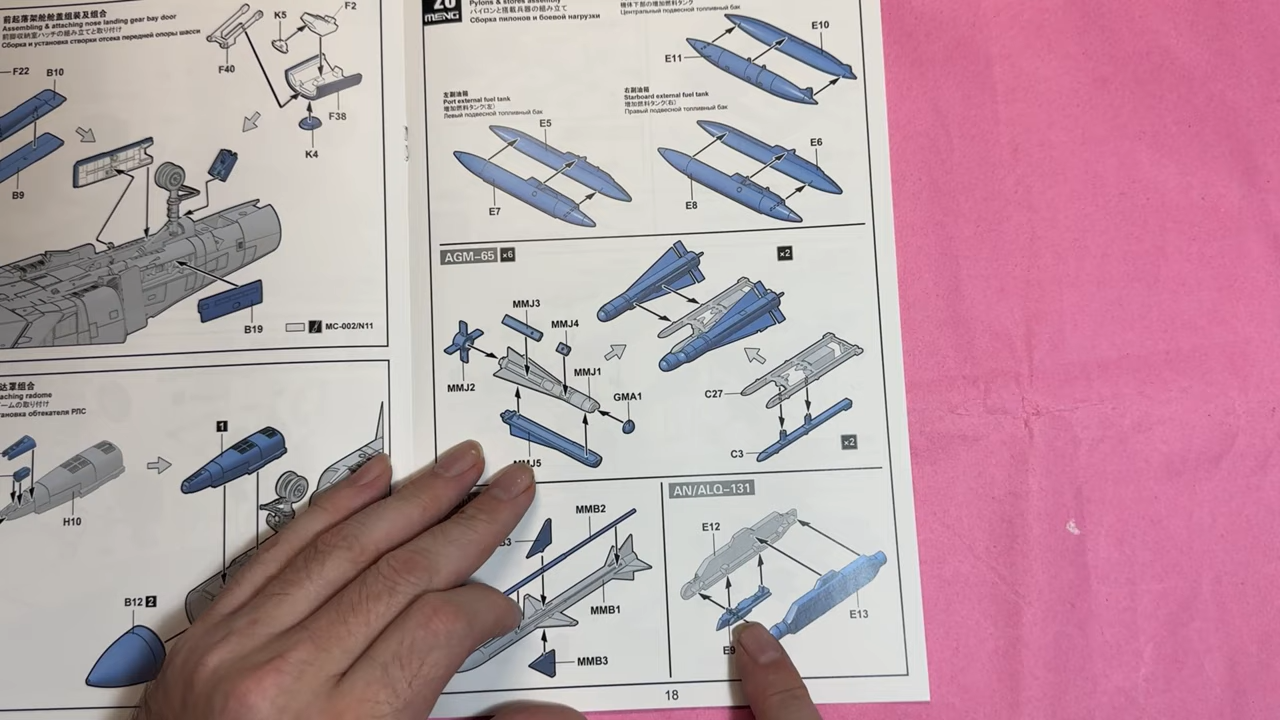 前起落架舱舱盖组装及组合
Assembling & attaching nose landing gear bay door
前脚収納室ハッチの組み立てと取り付け
Сборка и установка створки отсека передней опоры шасси
F22
B10
B9
F40
K5
F2
F38
K4
B19
MC-002/N11
达罩组合
aching radome
ームの取り付け
тановка обтекателя РЛС
H10
1
B12 2
20
MENG
Pylons & stores assembly
パイロンと搭載兵器の組み立て
Сборка пилонов и боевой нагрузки
機体下部の増加燃料タンク
Центральный подвесной топливный бак
E10
E11
左副油箱
Port external fuel tank
増加燃料タンク(左)
Левый подвесной топливный бак
E5
E7
右副油箱
Starboard external fuel tank
増加燃料タンク(右)
Правый подвесной топливный бак
E6
E8
AGM-65 x6
x2
MMJ3
MMJ4
MMJ2
MMJ1
GMA1
MMJ5
C27
C3
x2
MMB2
MMB1
MMB3
AN/ALQ-131
E12
E13
E9
18